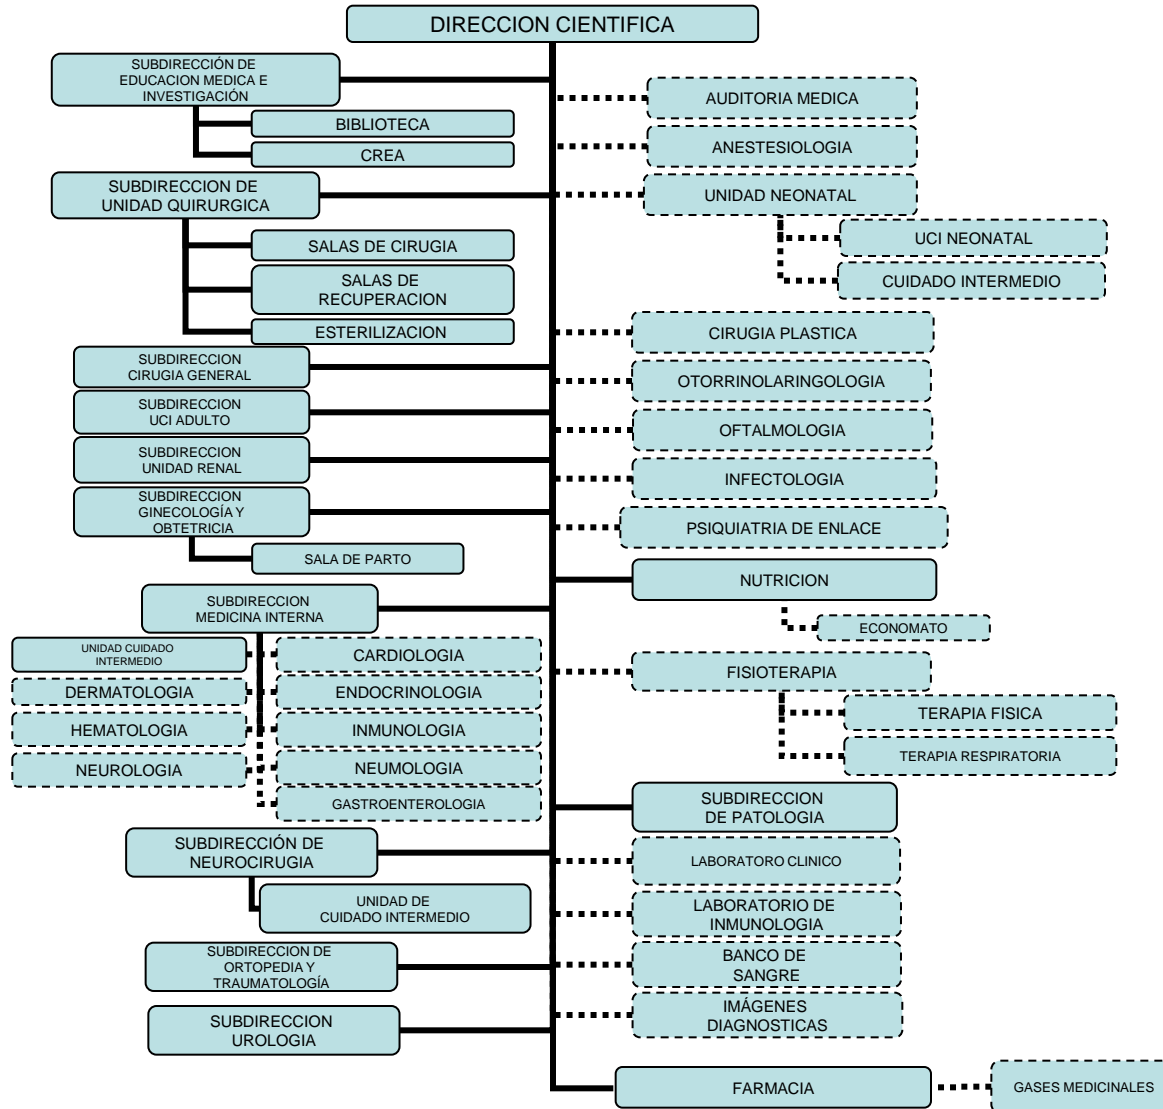 DIRECCION CIENTIFICA
SUBDIRECCIÓN DE
EDUCACION MEDICA E
INVESTIGACIÓN
BIBLIOTECA
CREA
SUBDIRECCION DE
UNIDAD QUIRURGICA
SALAS DE CIRUGIA
SALAS DE
RECUPERACION
ESTERILIZACION
SUBDIRECCION
CIRUGIA GENERAL
SUBDIRECCION
UCI ADULTO
SUBDIRECCION
UNIDAD RENAL
SUBDIRECCION
GINECOLOGÍA Y
OBTETRICIA
SALA DE PARTO
SUBDIRECCION
MEDICINA INTERNA
UNIDAD CUIDADO
INTERMEDIO
DERMATOLOGIA
HEMATOLOGIA
NEUROLOGIA
CARDIOLOGIA
ENDOCRINOLOGIA
INMUNOLOGIA
NEUMOLOGIA
GASTROENTEROLOGIA
SUBDIRECCIÓN DE
NEUROCIRUGIA
UNIDAD DE
CUIDADO INTERMEDIO
SUBDIRECCION DE
ORTOPEDIA Y
TRAUMATOLOGÍA
SUBDIRECCION
UROLOGIA
AUDITORIA MEDICA
ANESTESIOLOGIA
UNIDAD NEONATAL
UCI NEONATAL
CUIDADO INTERMEDIO
CIRUGIA PLASTICA
OTORRINOLARINGOLOGIA
OFTALMOLOGIA
INFECTOLOGIA
PSIQUIATRIA DE ENLACE
NUTRICION
ECONOMATO
FISIOTERAPIA
TERAPIA FISICA
TERAPIA RESPIRATORIA
SUBDIRECCION
DE PATOLOGIA
LABORATORO CLINICO
LABORATORIO DE
INMUNOLOGIA
BANCO DE
SANGRE
IMÁGENES
DIAGNOSTICAS
FARMACIA
GASES MEDICINALES